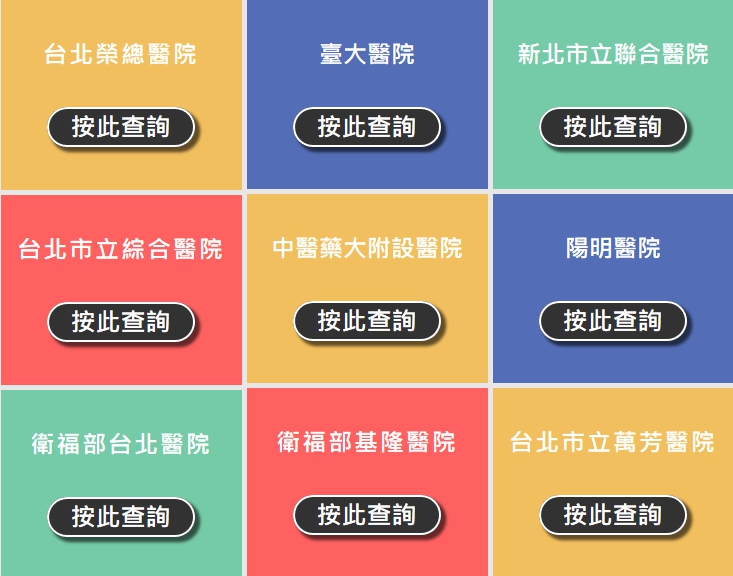 台北榮總醫院
按此查詢
臺大醫院
按此查詢
新北市立聯合醫院
按此查詢
台北市立綜合醫院
按此查詢
中醫藥大附設醫院
按此查詢
陽明醫院
按此查詢
衛福部台北醫院
按此查詢
衛福部基隆醫院
按此查詢
台北市立萬芳醫院
按此查詢